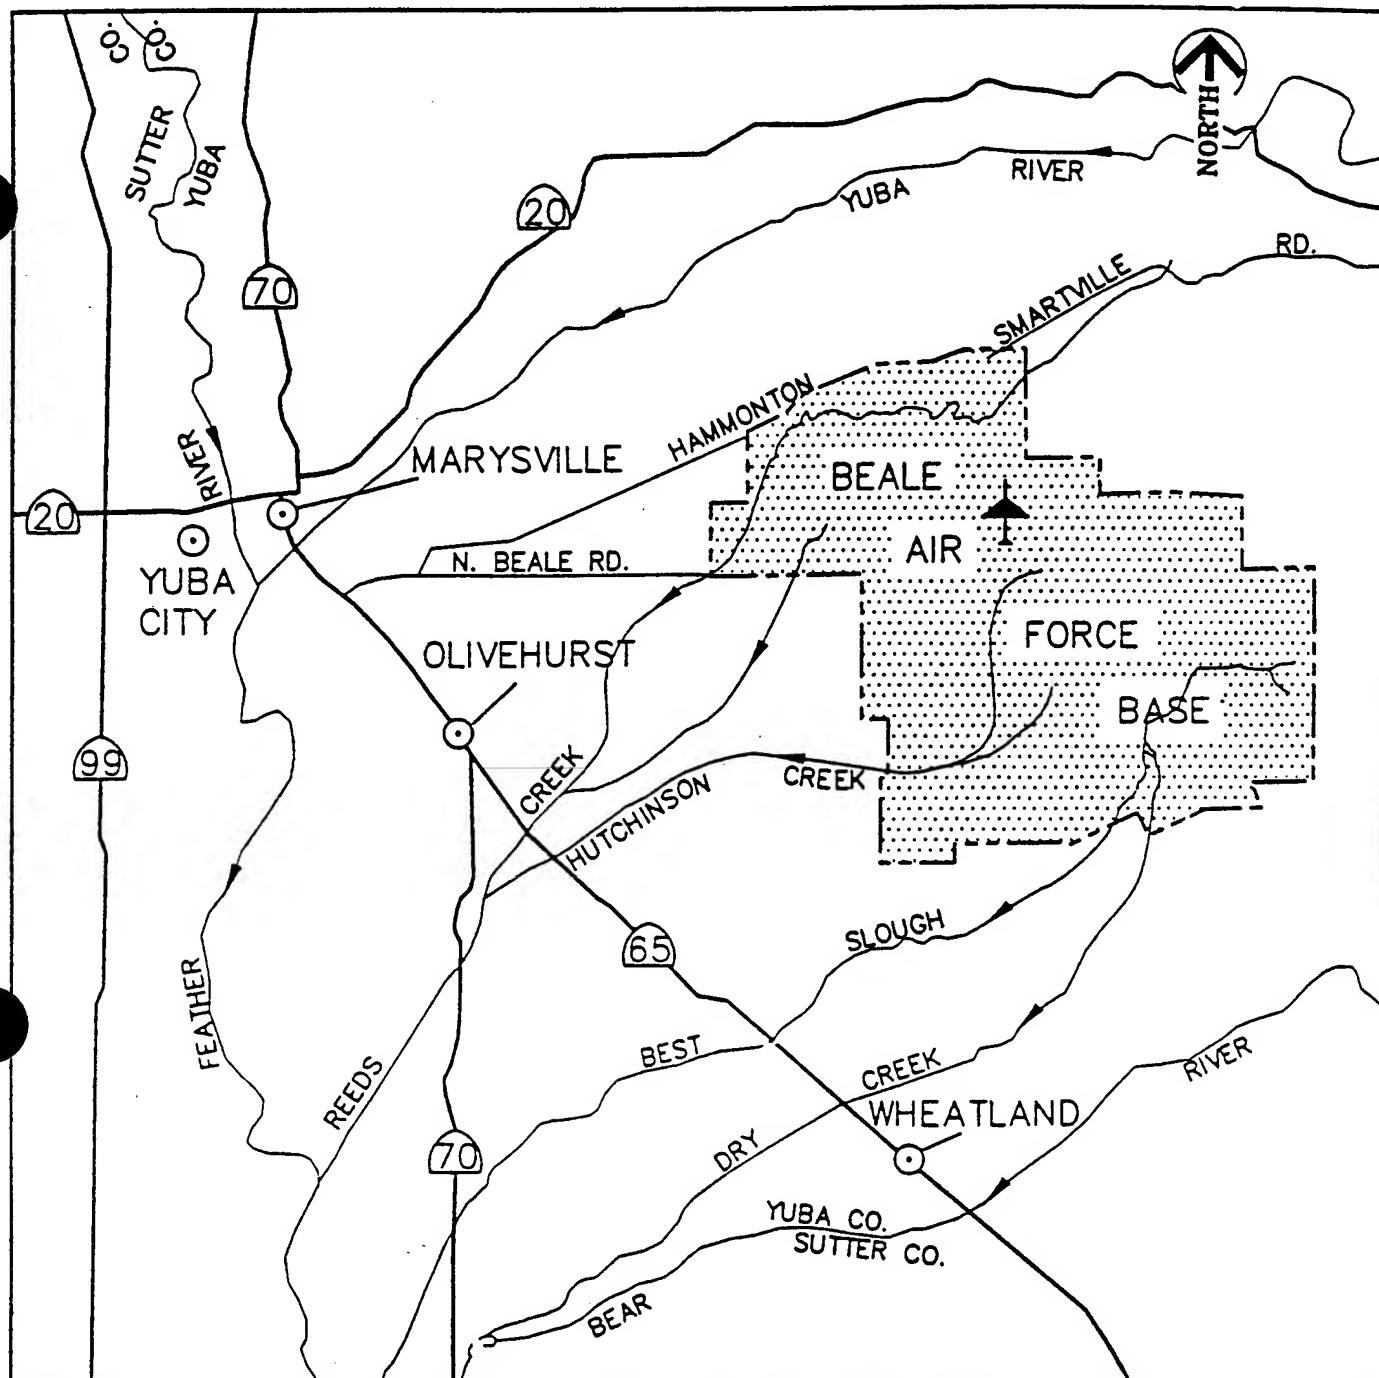 CO.
CO.
SUTTER
YUBA
NORTH
20
YUBA
RIVER
RD.
70
SMARTVILLE
HAMMONTON
RIVER
MARYSVILLE
BEALE
20
AIR
N. BEALE RD.
YUBA
CITY
FORCE
OLIVEHURST
BASE
99
CREEK
CREEK
HUTCHINSON
65
SLOUGH
FEATHER
BEST
CREEK
RIVER
REEDS
WHEATLAND
70
DRY
YUBA CO.
SUTTER CO.
BEAR